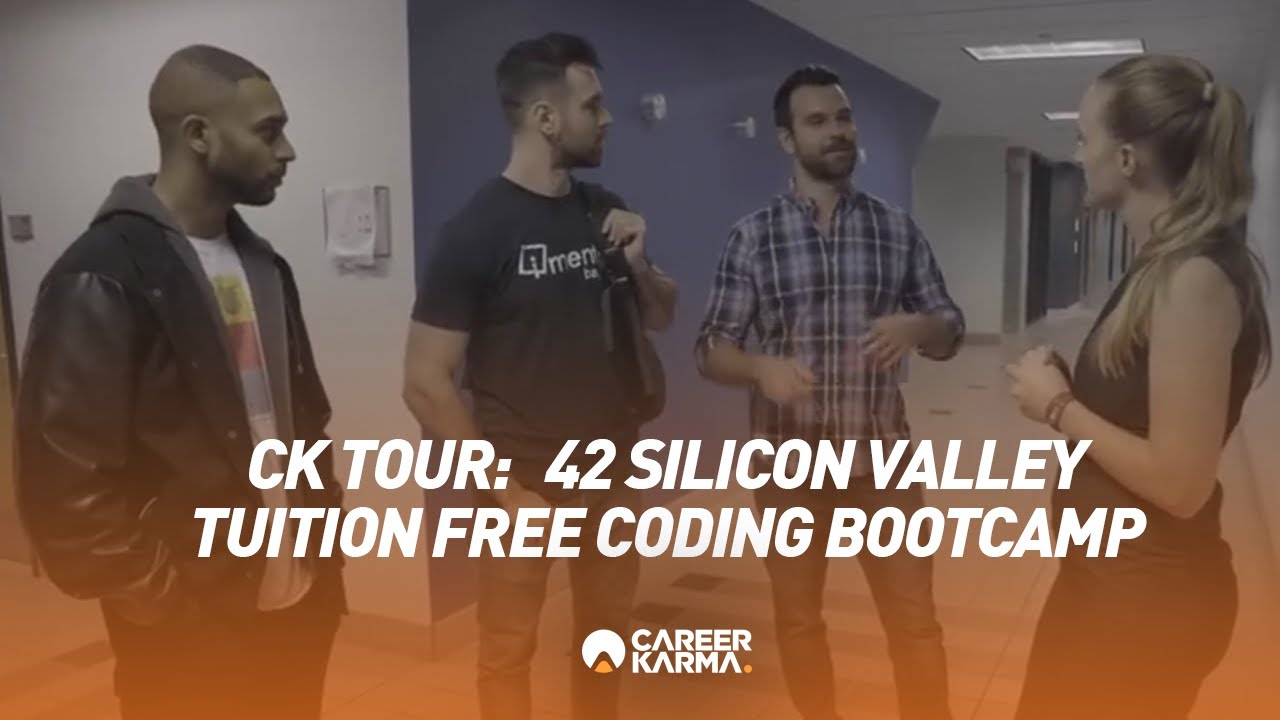 CK TOUR: 42 SILICON VALLEY
TUITION FREE CODING BOOTCAMP
CAREER
KARMA.